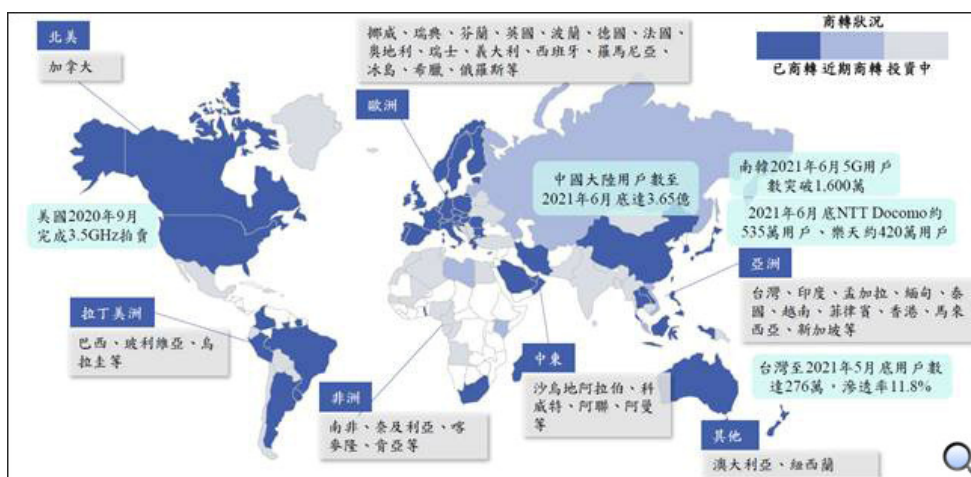 商轉狀況
已商轉 近期商轉 投資中
北美
加拿大
挪威、瑞典、芬蘭、英國、波蘭、德國、法國、
奧地利、瑞士、義大利、西班牙、羅馬尼亞、
冰島、希臘、俄羅斯等
歐洲
美國2020年9月
完成3.5GHz拍賣
中國大陸用戶數至
2021年6月底達3.65億
南韓2021年6月5G用戶
數突破1,600萬
2021年6月底NTT Docomo約
535萬用戶、樂天約420萬用戶
亞洲
台灣、印度、孟加拉、緬甸、泰
國、越南、菲律賓、香港、馬來
西亞、新加坡等
台灣至2021年5月底用戶數
達276萬，滲透率11.8%
拉丁美洲
巴西、玻利維亞、烏
拉圭等
非洲
南非、奈及利亞、喀
麥隆、肯亞等
中東
沙烏地阿拉伯、科
威特、阿聯、阿曼
等
其他
澳大利亞、紐西蘭